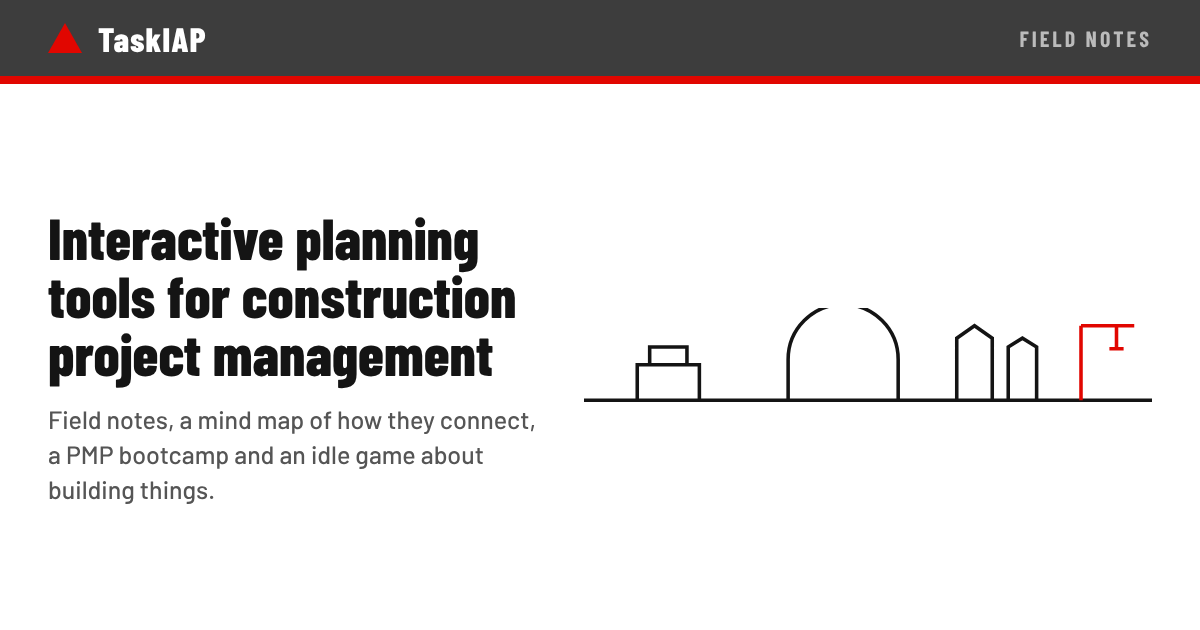 TaskIAP
FIELD NOTES
Interactive planning
tools for construction
project management
Field notes, a mind map of how they connect,
a PMP bootcamp and an idle game about
building things.